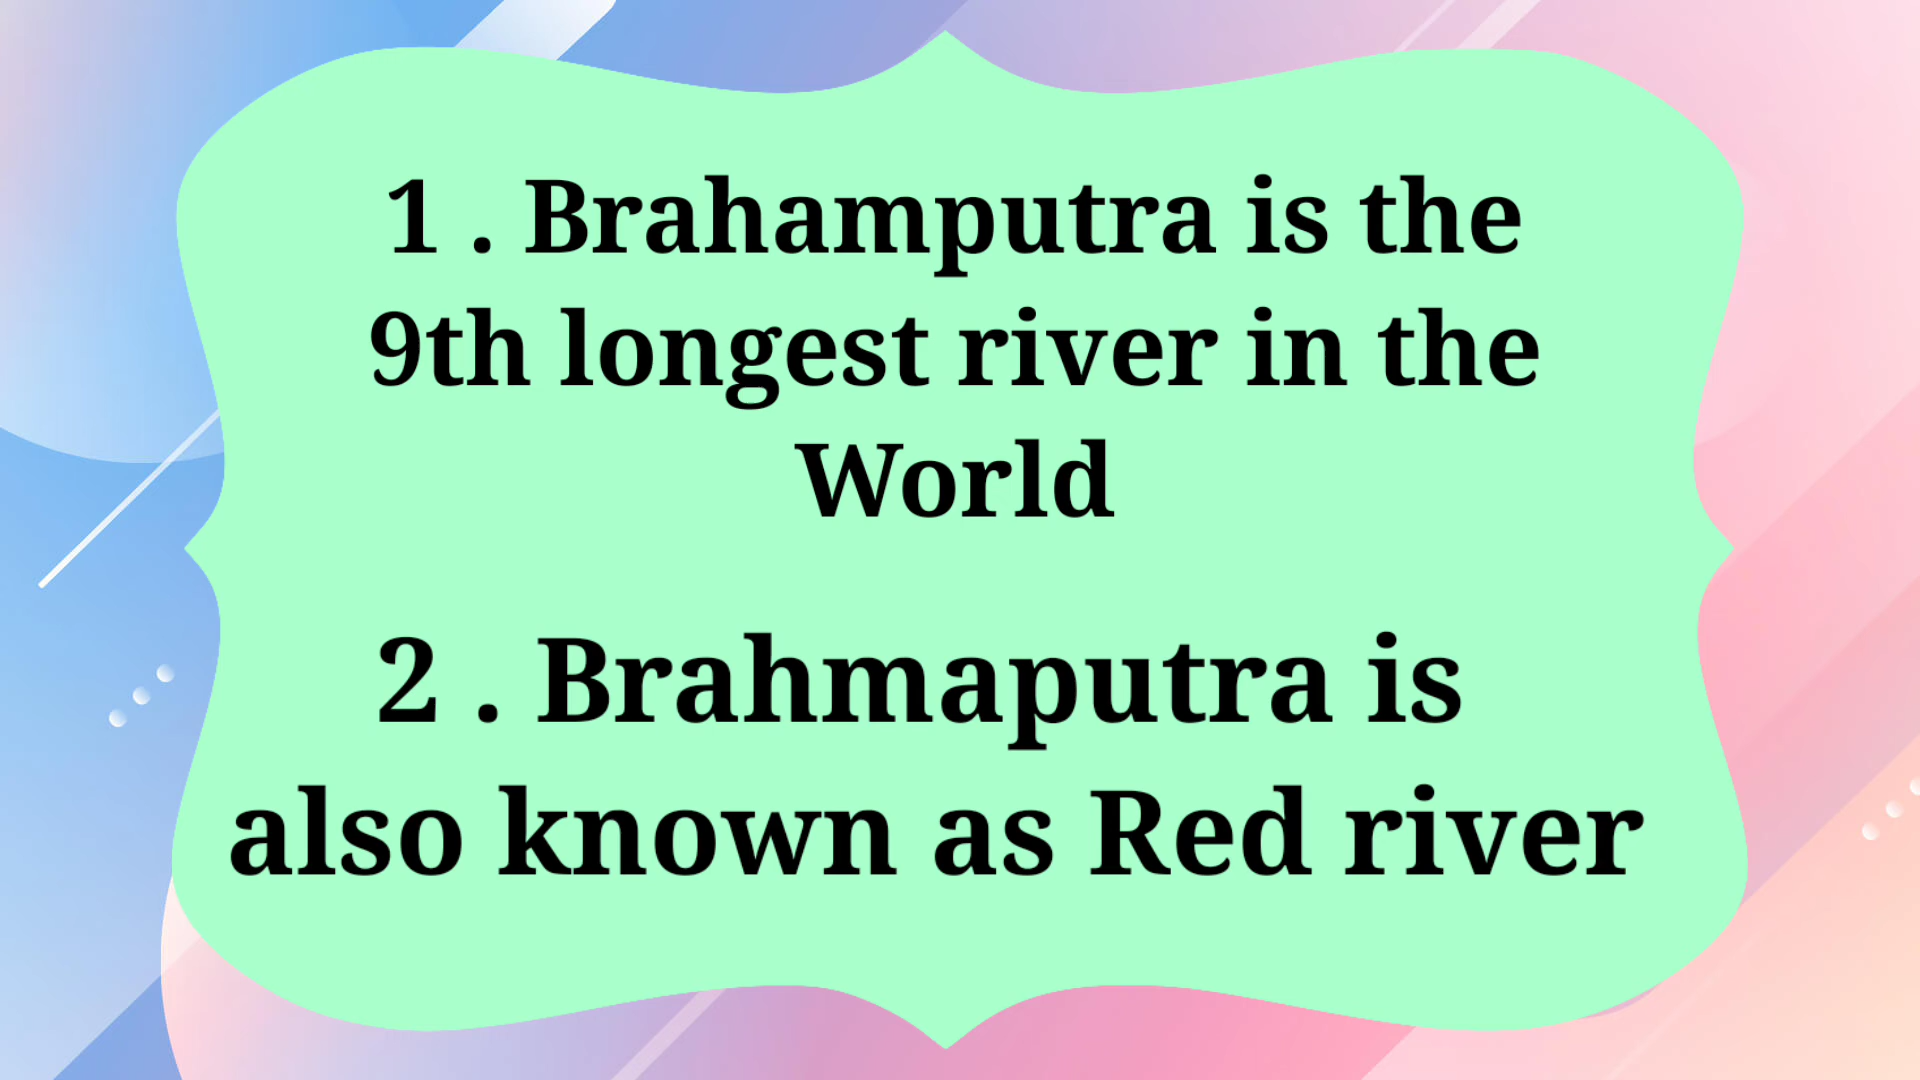 1 . Brahamputra is the
9th longest river in the
World
2 . Brahmaputra is
also known as Red river